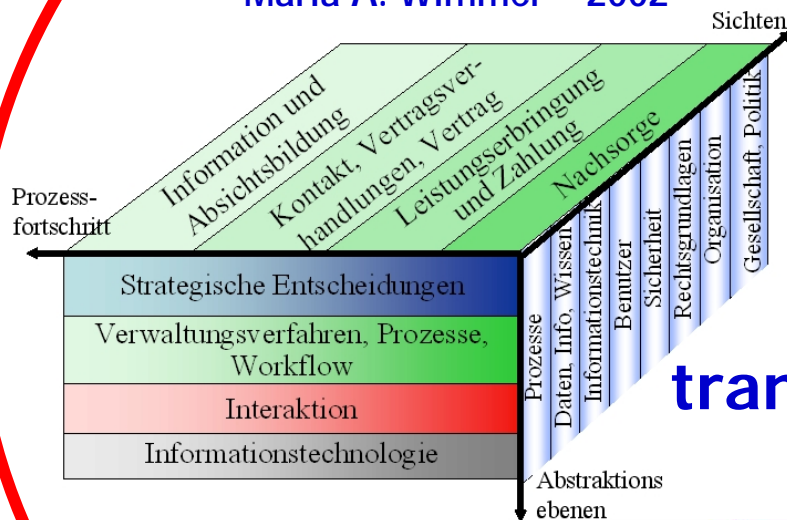 Maria A. Wimmer – 2002
Sichten
Information und
Absichtsbildung
Kontakt, Vertragsver-
handlungen, Vertrag
Leistungserbringung
und Zahlung
Nachsorge
Prozess-
fortschritt
Strategische Entscheidungen
Verwaltungsverfahren, Prozesse,
Workflow
Interaktion
Informationstechnologie
Prozesse
Daten, Info, Wissen
Informationstechnik
Benutzer
Sicherheit
Rechtsgrundlagen
Organisation
Gesellschaft, Politik
tran
Abstraktions
ebenen